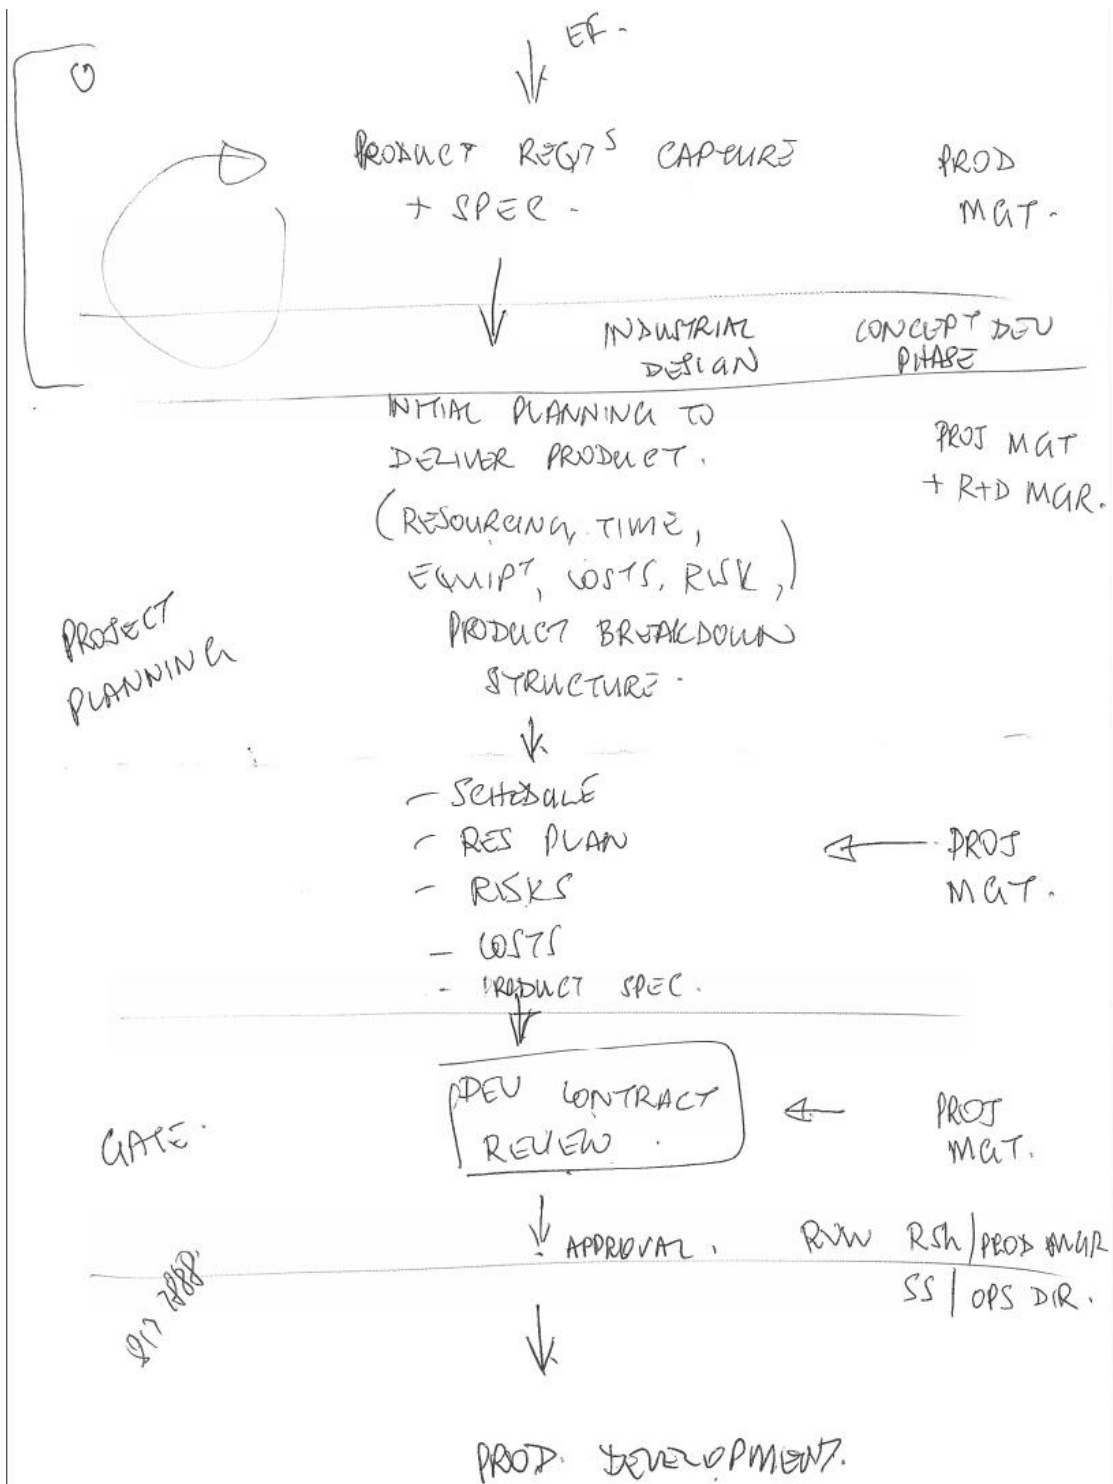 PRODUCT REQTS CAPTURE
+ SPEC.
PROD
MGT.
INDUSTRIAL
DESIGN
CONCEPT DEV
PHASE
INITIAL PLANNING TO
DELIVER PRODUCT.
PROJ MGT
+ R+D MGR.
(RESOURCING, TIME,
EQUIPT, COSTS, RISK,)
PRODUCT BREAKDOWN
STRUCTURE.
PROJECT
PLANNING
- SCHEDULE
- RES PLAN
- RISKS
- COSTS
- PRODUCT SPEC.
PROJ
MGT.
GATE.
DEV CONTRACT
REVIEW.
PROJ
MGT.
APPROVAL. RVW RSH/PROD MGR
SS/OPS DIR.
PROD. DEVELOPMENT.